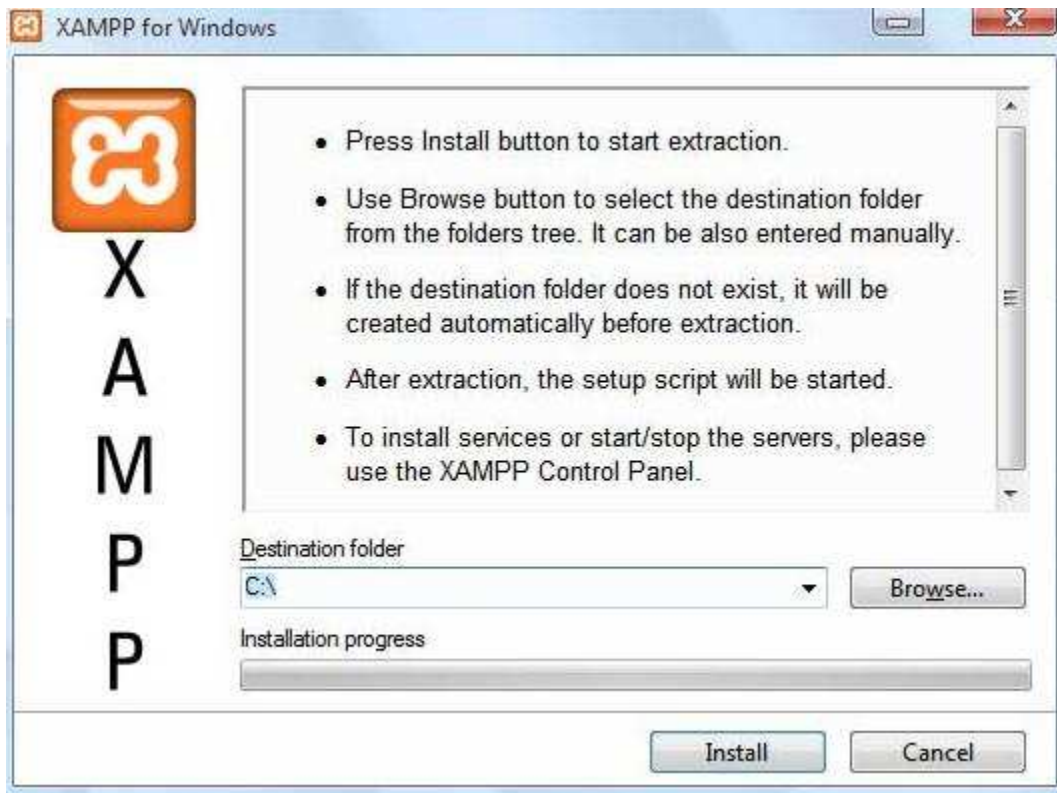 XAMPP for Windows
X
A
M
P
P
• Press Install button to start extraction.
• Use Browse button to select the destination folder
from the folders tree. It can be also entered manually.
• If the destination folder does not exist, it will be
created automatically before extraction.
• After extraction, the setup script will be started.
• To install services or start/stop the servers, please
use the XAMPP Control Panel.
Destination folder
C:\
Browse...
Installation progress
Install
Cancel